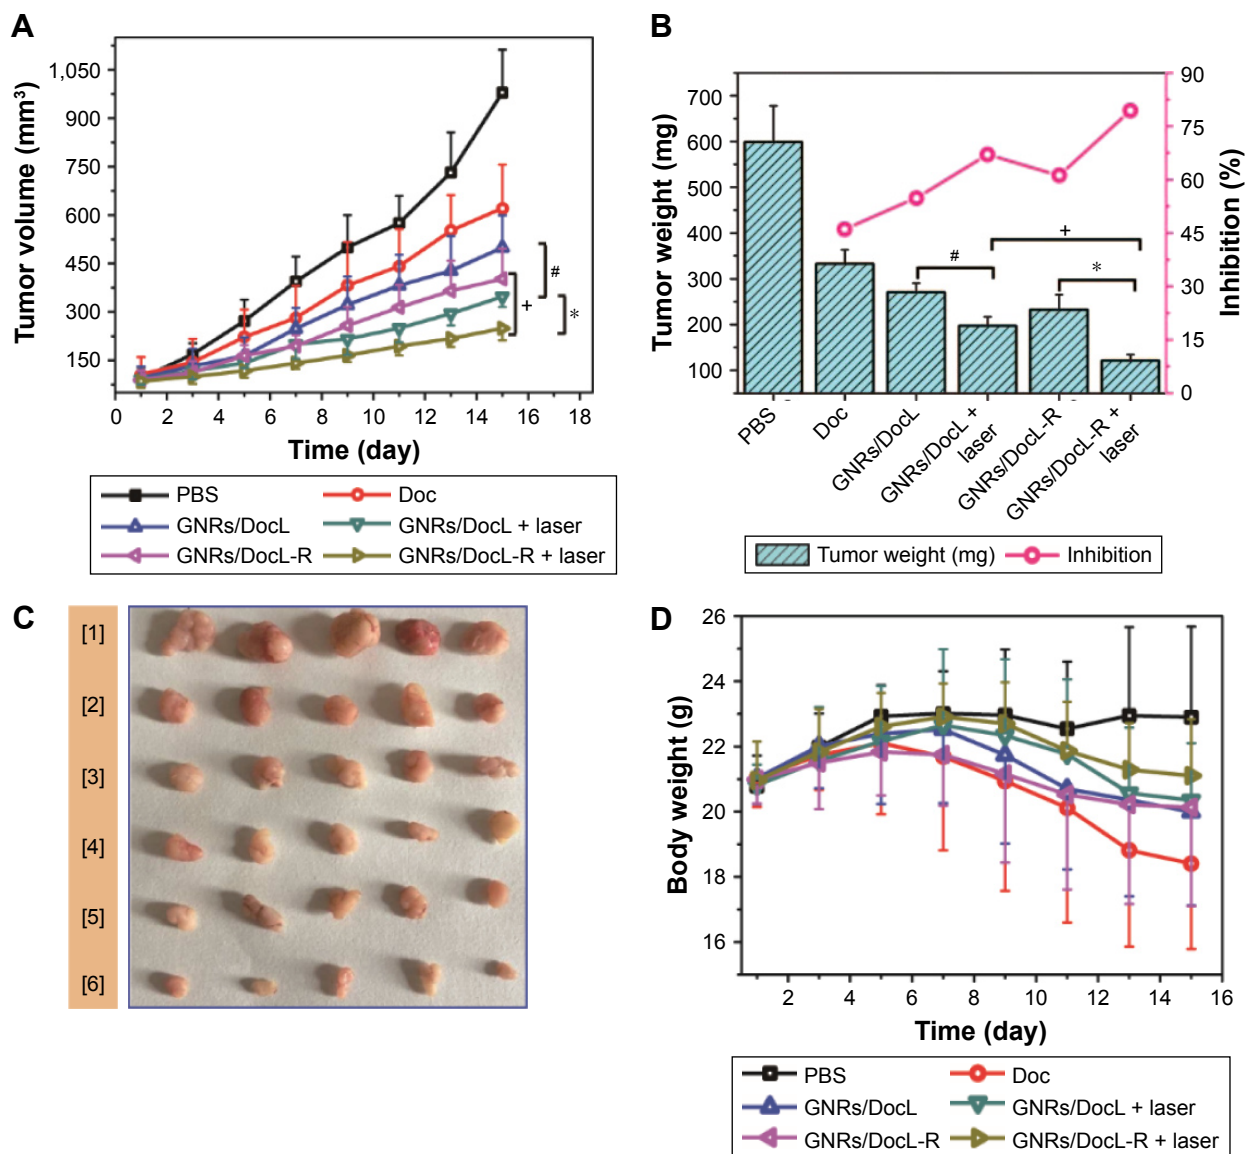 A
Tumor volume (mm³)
1,050
900
750
600
450
300
150
#
+
*
0 2 4 6 8 10 12 14 16 18
Time (day)
PBS Doc
GNRs/DocL GNRs/DocL + laser
GNRs/DocL-R GNRs/DocL-R + laser
B
Tumor weight (mg)
700
600
500
400
300
200
100
90
75
60
45
30
15
0
Inhibition (%)
#
+
*
PBS
Doc
GNRs/DocL
GNRs/DocL +
laser
GNRs/DocL-R
GNRs/DocL-R +
laser
Tumor weight (mg) Inhibition
C
[1]
[2]
[3]
[4]
[5]
[6]
D
Body weight (g)
26
24
22
20
18
16
2 4 6 8 10 12 14 16
Time (day)
PBS Doc
GNRs/DocL GNRs/DocL + laser
GNRs/DocL-R GNRs/DocL-R + laser